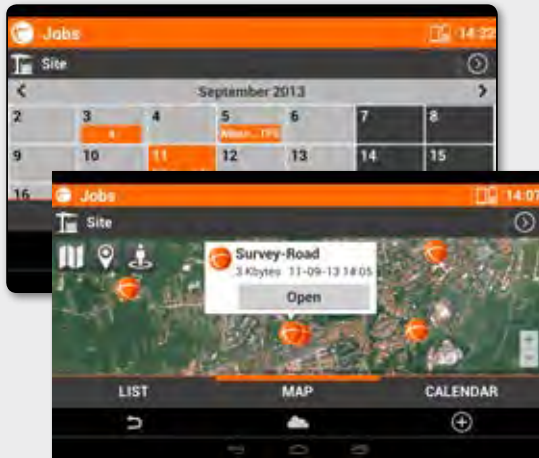 Jobs 14:32
Site
September 2013
2 3 4 5 6 7 8
9 10 11 12 13 14 15
16
Jobs 14:07
Site
Survey-Road
3 Kbytes 11-09-13 14:05
Open
LIST MAP CALENDAR